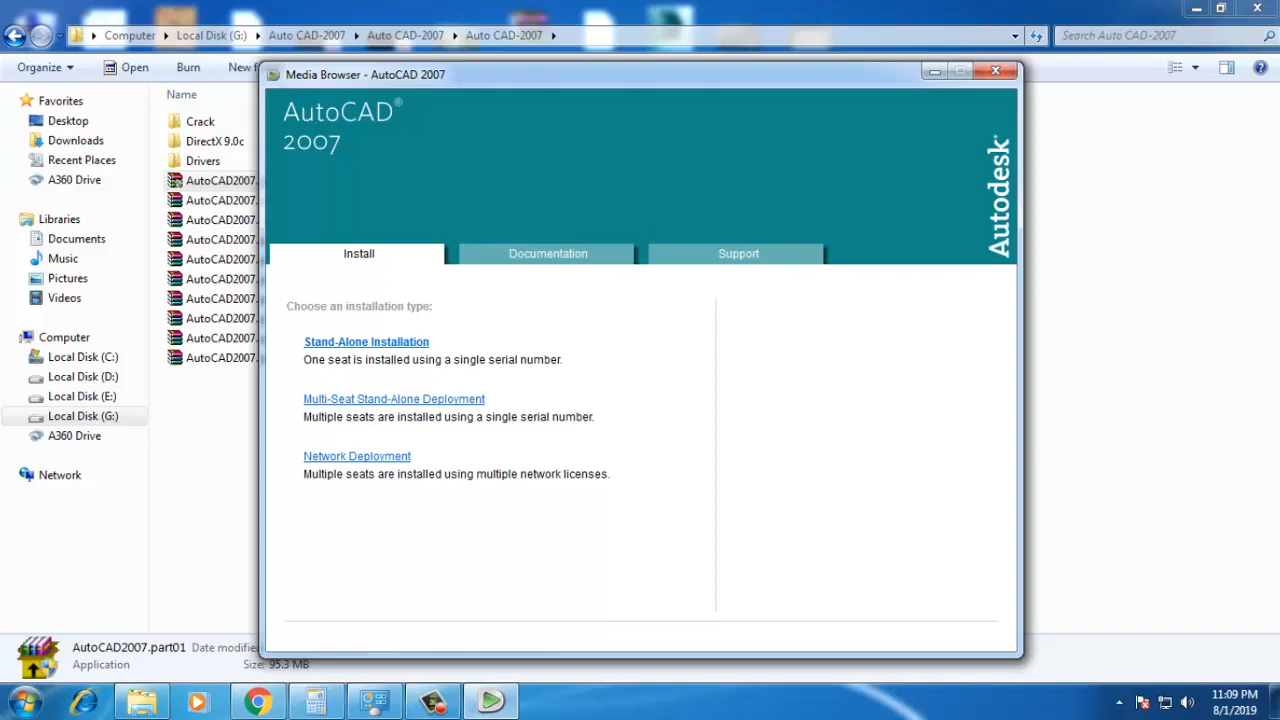 Computer Local Disk (G:) Auto CAD-2007 Auto CAD-2007 Auto CAD-2007
Search Auto CAD-2007
Organize Open Burn New f
Media Browser - AutoCAD 2007
AutoCAD®
2007
Autodesk®
Install Documentation Support
Choose an installation type:
Stand-Alone Installation
One seat is installed using a single serial number.
Multi-Seat Stand-Alone Deployment
Multiple seats are installed using a single serial number.
Network Deployment
Multiple seats are installed using multiple network licenses.
Favorites
Desktop
Downloads
Recent Places
A360 Drive
Libraries
Documents
Music
Pictures
Videos
Computer
Local Disk (C:)
Local Disk (D:)
Local Disk (E:)
Local Disk (G:)
A360 Drive
Network
Name
Crack
DirectX 9.0c
Drivers
AutoCAD2007.
AutoCAD2007.
AutoCAD2007.
AutoCAD2007.
AutoCAD2007.
AutoCAD2007.
AutoCAD2007.
AutoCAD2007.
AutoCAD2007.
AutoCAD2007.
AutoCAD2007.part01 Date modifie
Application Size: 95.3 MB
11:09 PM
8/1/2019